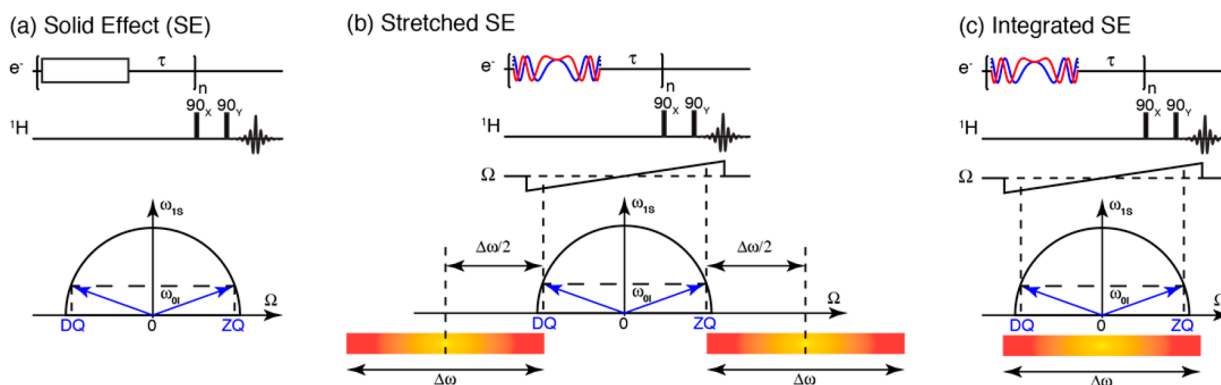 (a) Solid Effect (SE)
e-
τ
n
90X 90Y
1H
ω1S
ω0I
Ω
DQ
0
ZQ
(b) Stretched SE
e-
τ
n
90X 90Y
1H
Ω
ω1S
Δω/2
Δω/2
ω0I
Ω
DQ
0
ZQ
Δω
Δω
(c) Integrated SE
e-
τ
n
90X 90Y
1H
Ω
ω1S
ω0I
Ω
DQ
0
ZQ
Δω